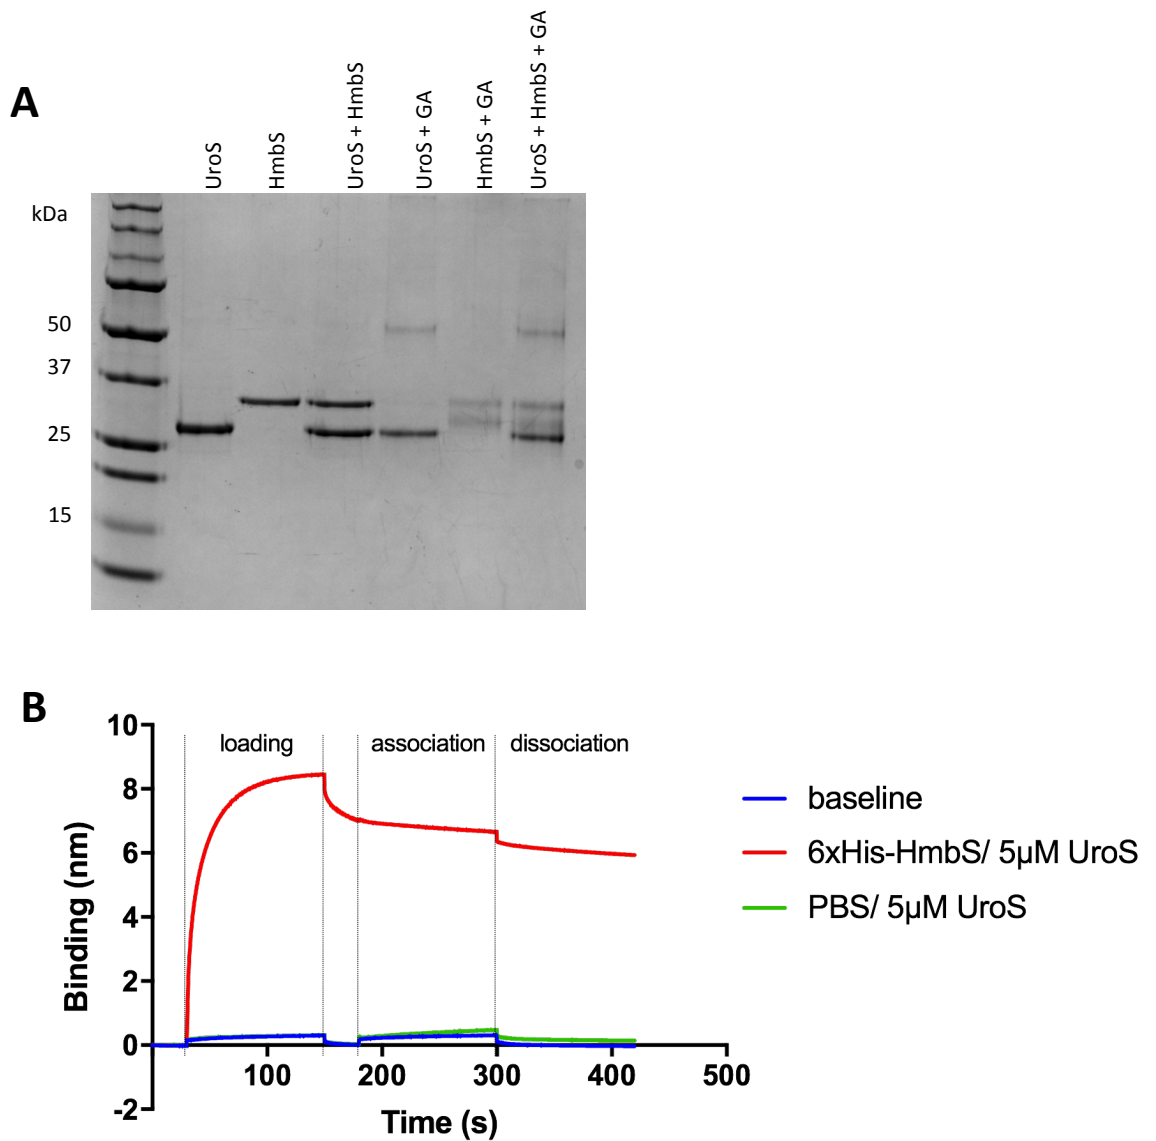 A
UroS
HmbS
UroS + HmbS
UroS + GA
HmbS + GA
UroS + HmbS + GA
kDa
50
37
25
15
B
10
8
6
4
2
0
-2
Binding (nm)
loading
association
dissociation
100
200
300
400
500
Time (s)
baseline
6xHis-HmbS/ 5µM UroS
PBS/ 5µM UroS